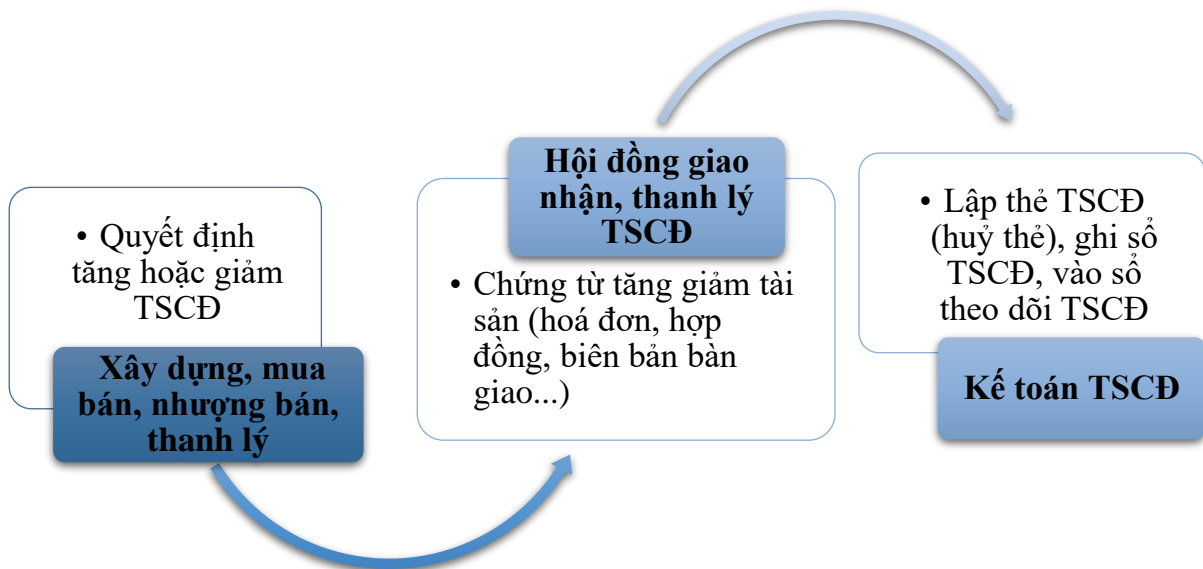 • Quyết định
tăng hoặc giảm
TSCĐ
Xây dựng, mua
bán, nhượng bán,
thanh lý
Hội đồng giao
nhận, thanh lý
TSCĐ
• Chứng từ tăng giảm tài
sản (hoá đơn, hợp
đồng, biên bản bàn
giao...)
• Lập thẻ TSCĐ
(huỷ thẻ), ghi sổ
TSCĐ, vào sổ
theo dõi TSCĐ
Kế toán TSCĐ